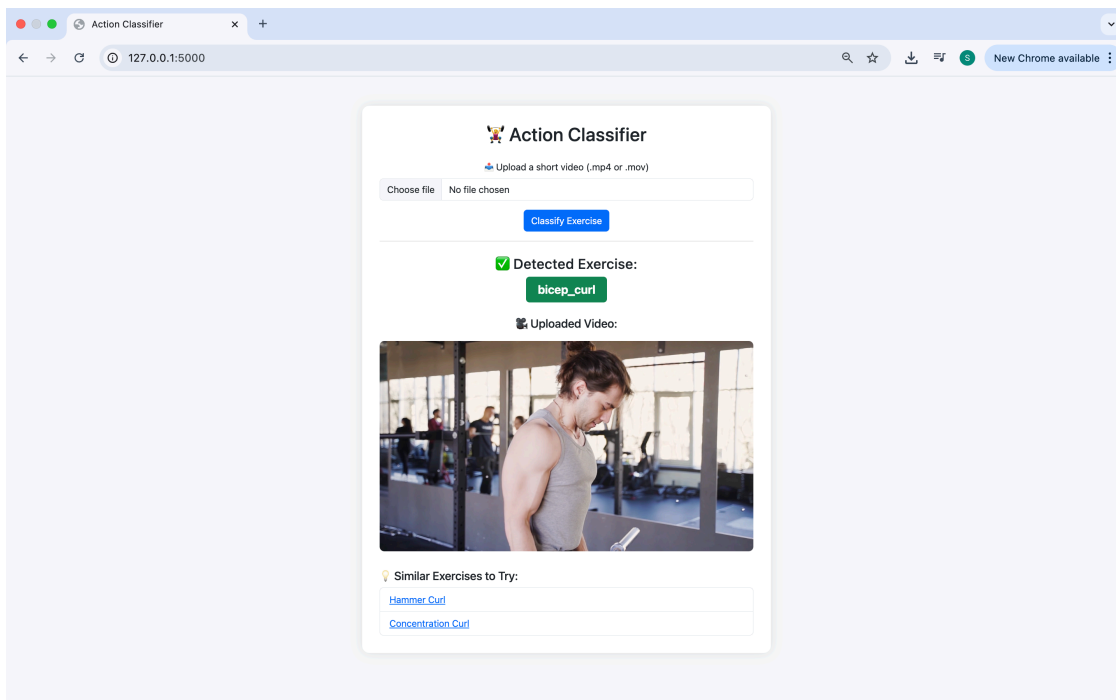 Action Classifier
127.0.0.1:5000
S
New Chrome available
🏋️ Action Classifier
📤 Upload a short video (.mp4 or .mov)
Choose file No file chosen
Classify Exercise
✅ Detected Exercise:
bicep_curl
🎥 Uploaded Video:
💡 Similar Exercises to Try:
Hammer Curl
Concentration Curl